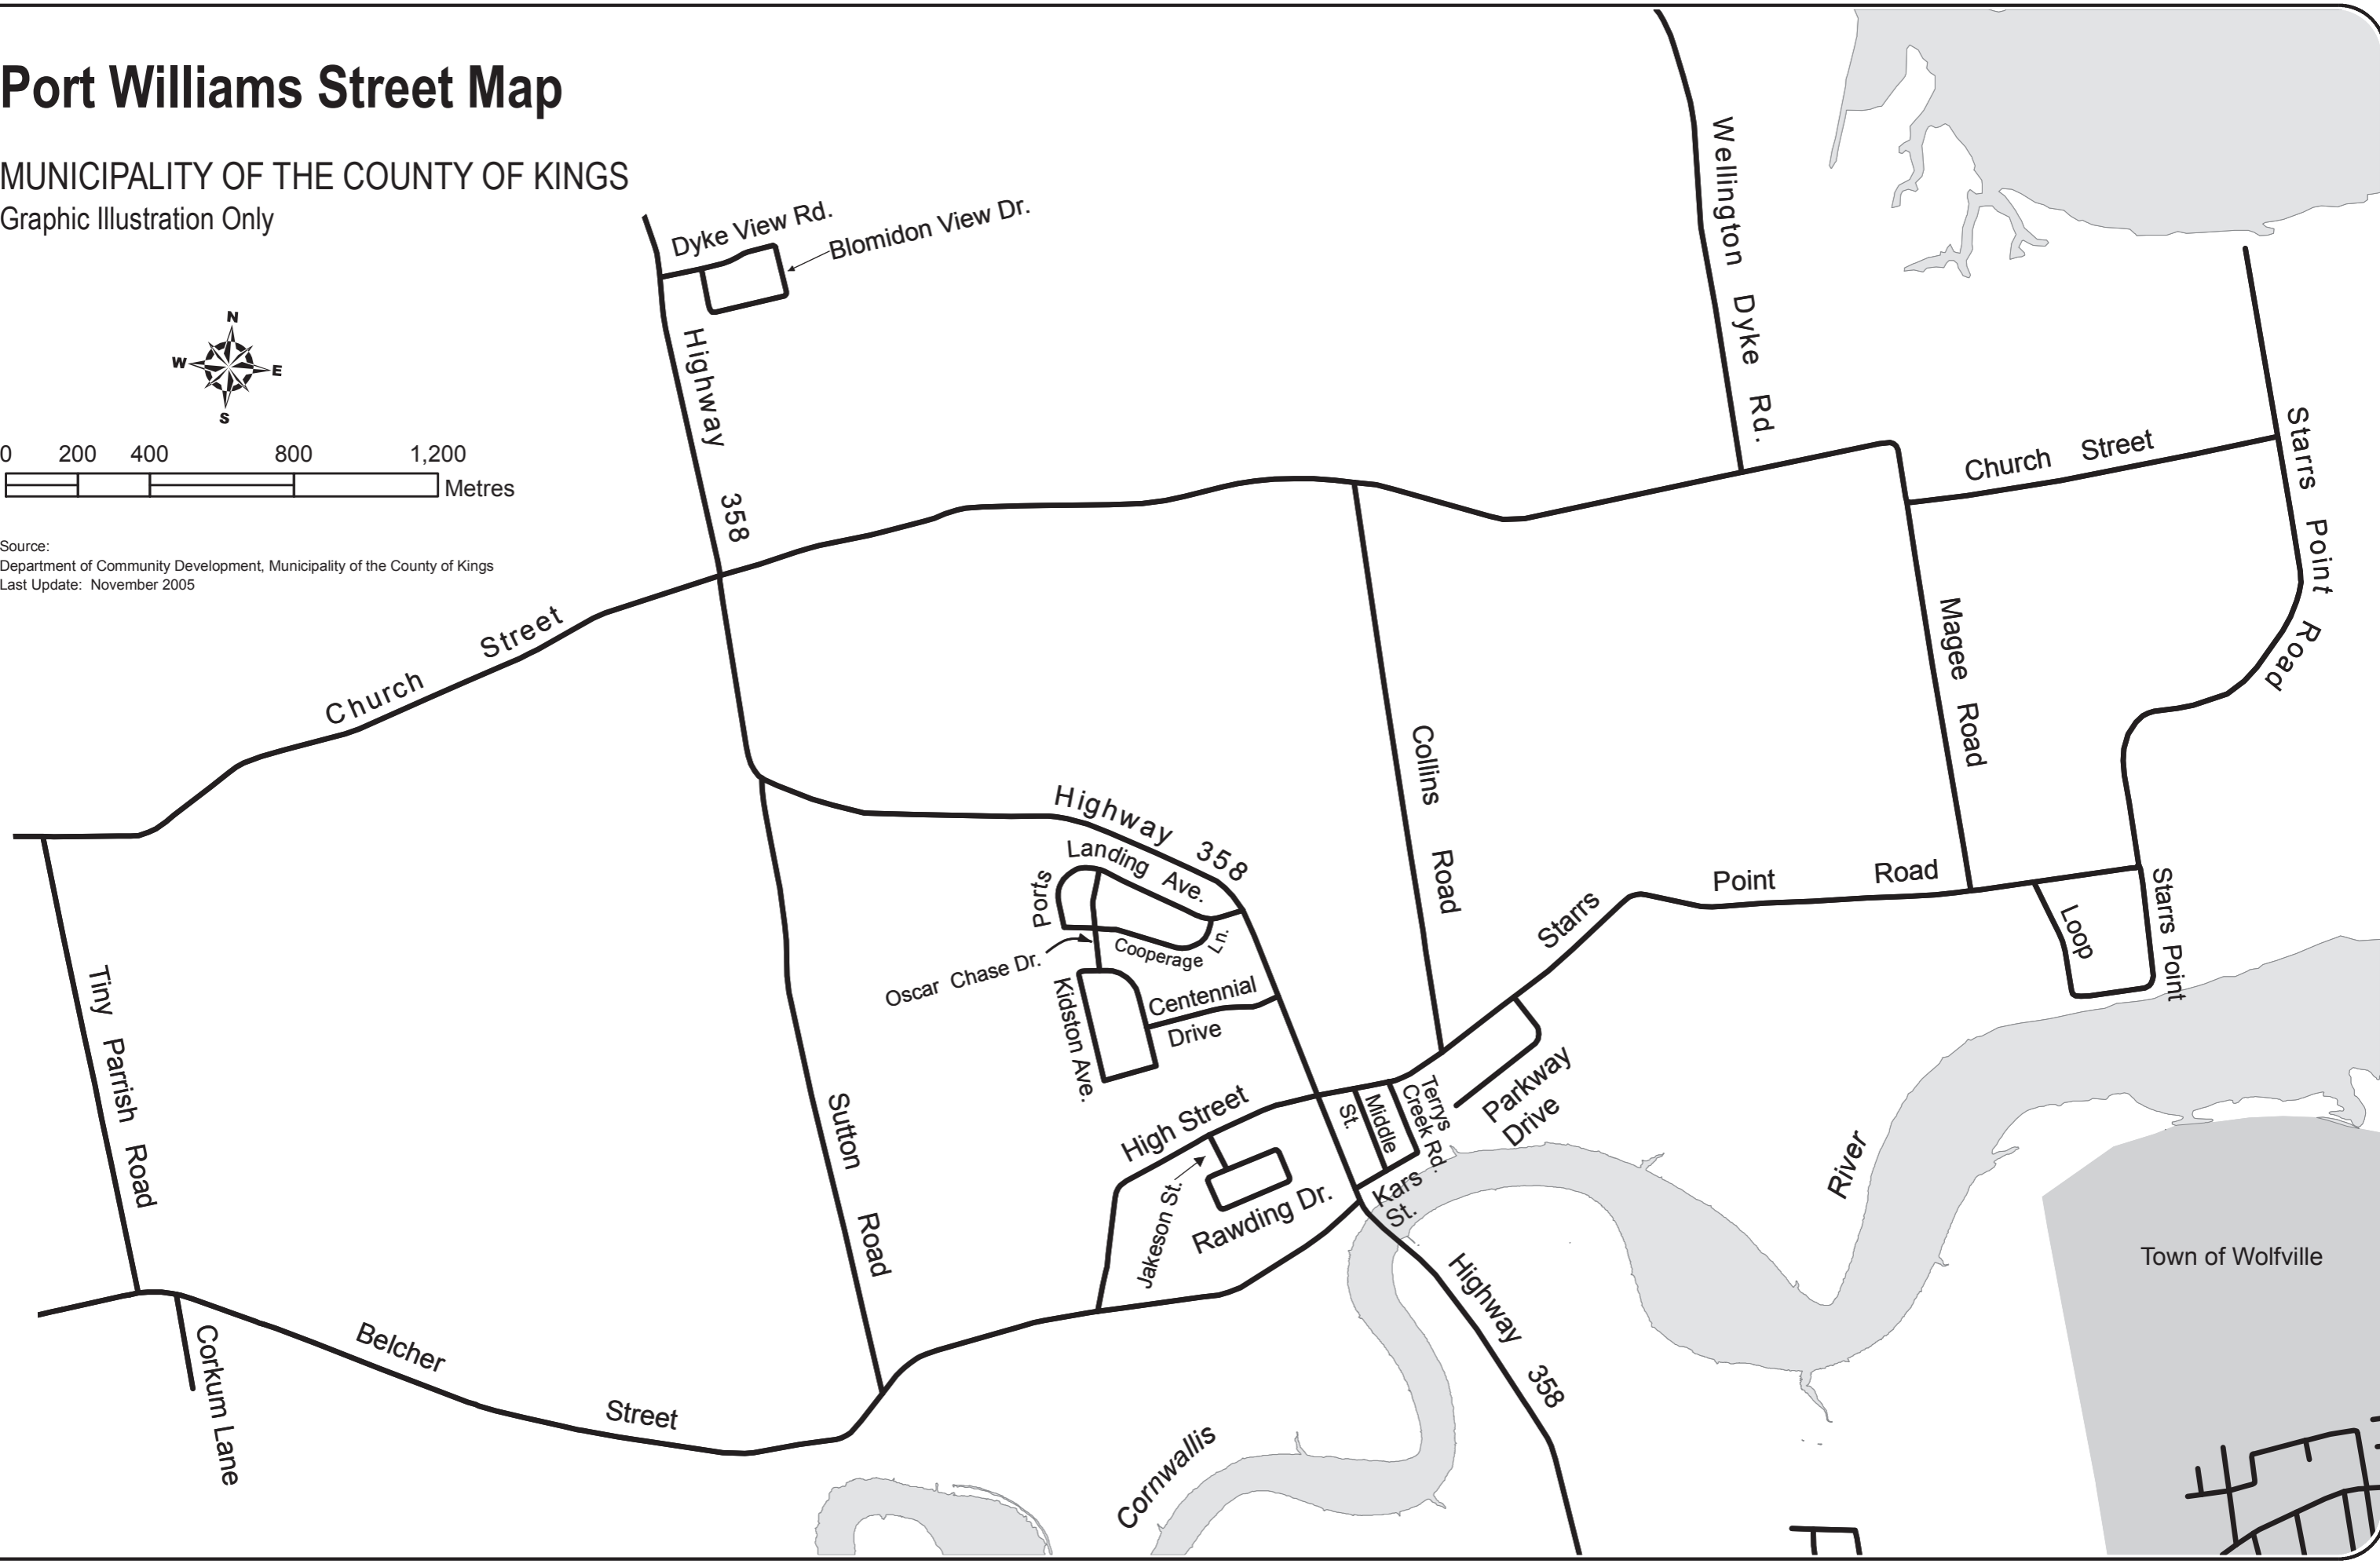 Port Williams Street Map
MUNICIPALITY OF THE COUNTY OF KINGS
Graphic Illustration Only
N
W
E
S
0 200 400 800 1,200
Metres
Source:
Department of Community Development, Municipality of the County of Kings
Last Update: November 2005
Dyke View Rd.
Blomidon View Dr.
Highway 358
Wellington Dyke Rd.
Church Street
Starrs Point Road
Church Street
Magee Road
Collins Road
Highway 358
Ports Landing Ave.
Cooperage Ln.
Oscar Chase Dr.
Kidston Ave.
Centennial
Drive
Starrs Point Road
Loop
Starrs Point
Tiny Parrish Road
Sutton Road
High Street
Jakeson St.
Rawding Dr.
Middle
St.
Terrys
Creek Rd.
Parkway
Drive
Kars
St.
River
Town of Wolfville
Highway 358
Corkum Lane
Belcher Street
Cornwallis